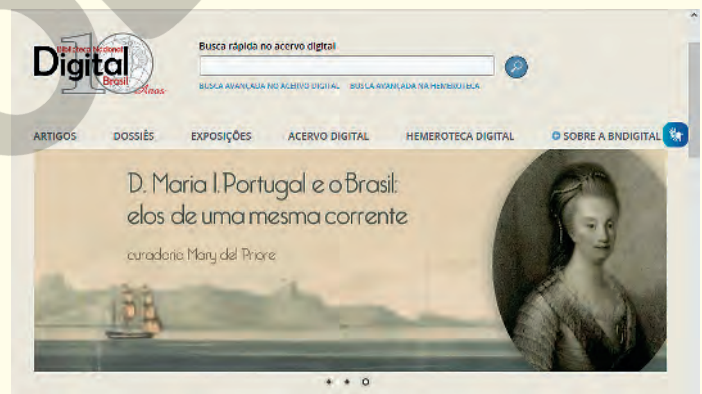 Biblioteca Nacional
Digital
Brasil
10
Anos
Busca rápida no acervo digital
BUSCA AVANÇADA NO ACERVO DIGITAL BUSCA AVANÇADA NA HEMEROTECA
ARTIGOS DOSSIÊS EXPOSIÇÕES ACERVO DIGITAL HEMEROTECA DIGITAL SOBRE A BNDIGITAL
D. Maria I. Portugal e o Brasil:
elos de uma mesma corrente
curadoria Mary del Priore